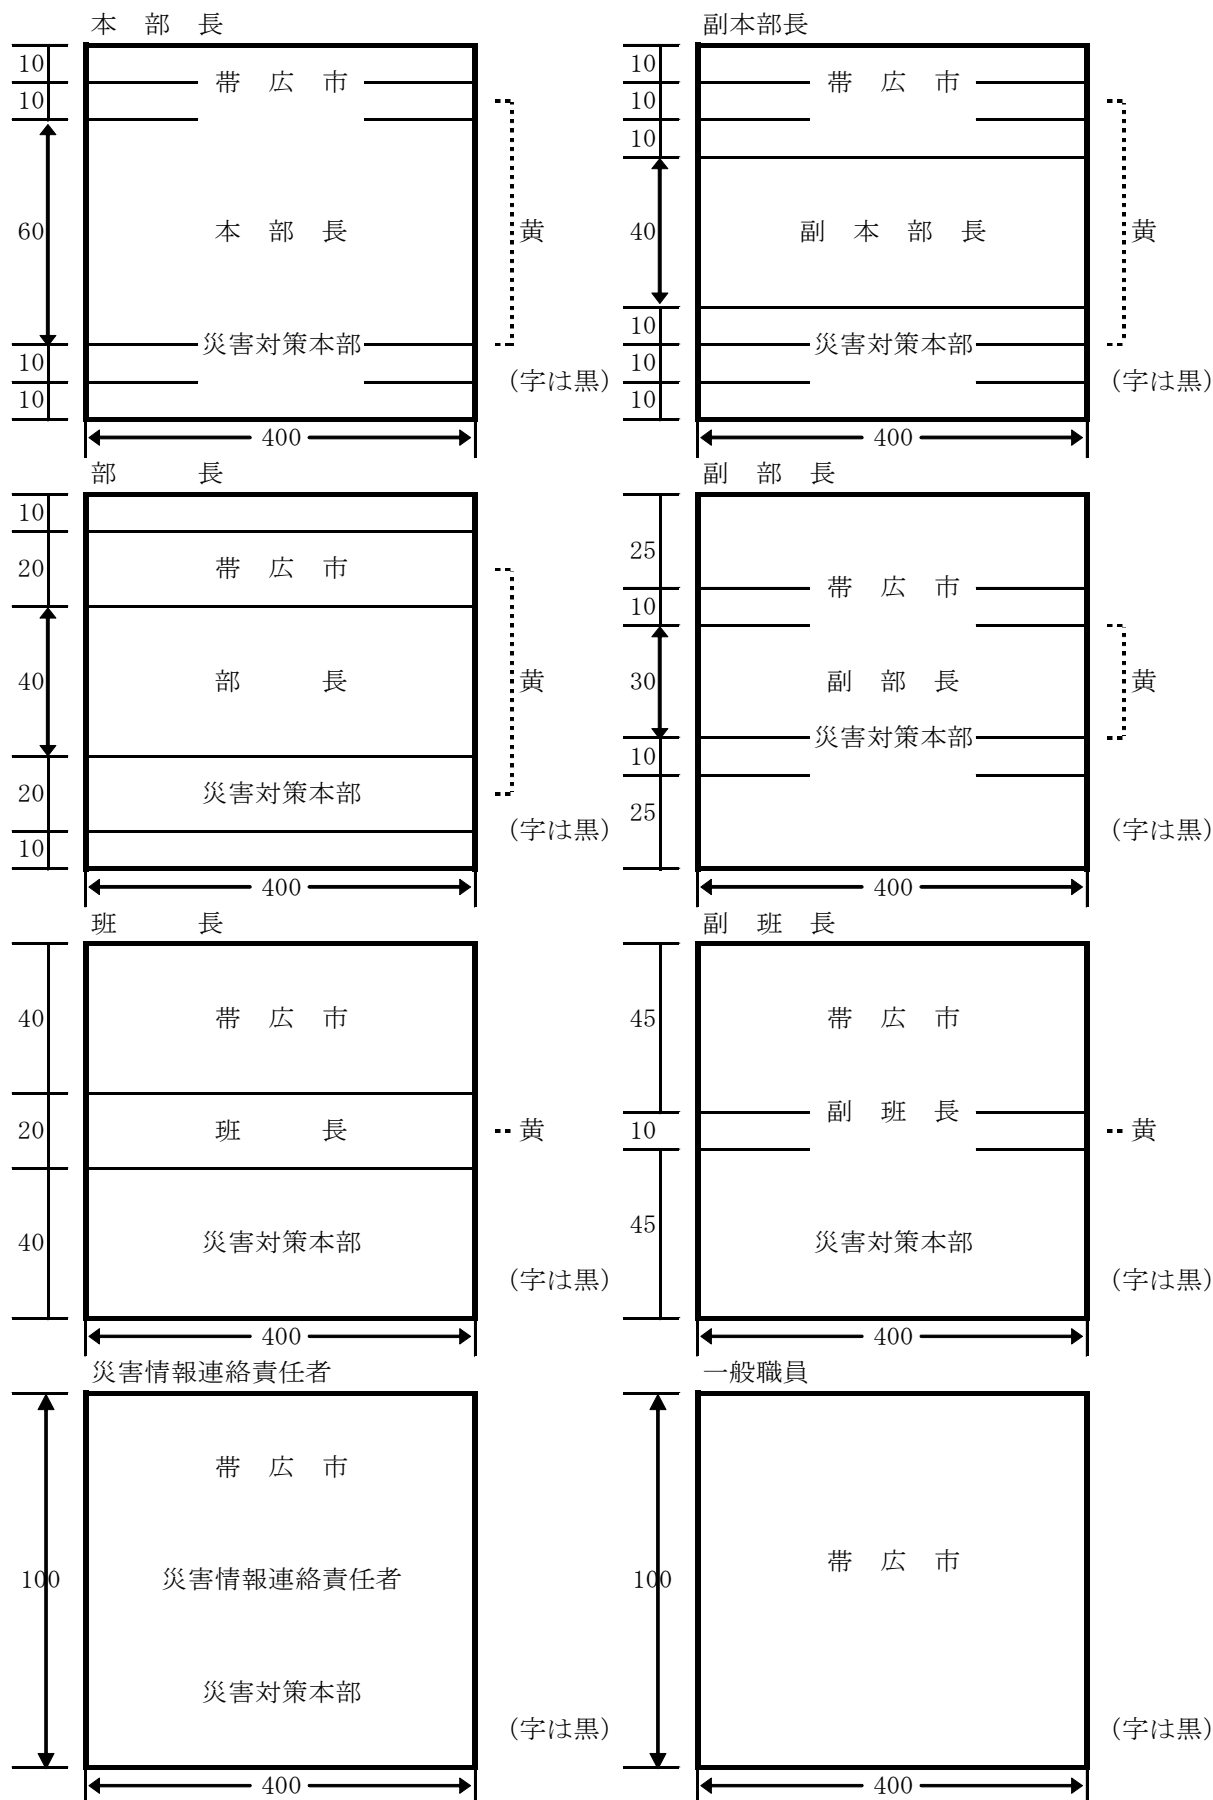 本　部　長
10
帯　広　市
10
60
本　部　長
黄
災害対策本部
10
(字は黒)
10
400
副本部長
10
帯　広　市
10
10
40
副　本　部　長
黄
10
災害対策本部
10
(字は黒)
10
400
部　　　長
10
20
帯　広　市
40
部　　　長
黄
20
災害対策本部
(字は黒)
10
400
副　部　長
25
帯　広　市
10
30
副　部　長
黄
災害対策本部
10
25
(字は黒)
400
班　　　長
40
帯　広　市
20
班　　　長
黄
40
災害対策本部
(字は黒)
400
副　班　長
45
帯　広　市
副　班　長
10
黄
45
災害対策本部
(字は黒)
400
災害情報連絡責任者
帯　広　市
100
災害情報連絡責任者
災害対策本部
(字は黒)
400
一般職員
帯　広　市
100
(字は黒)
400